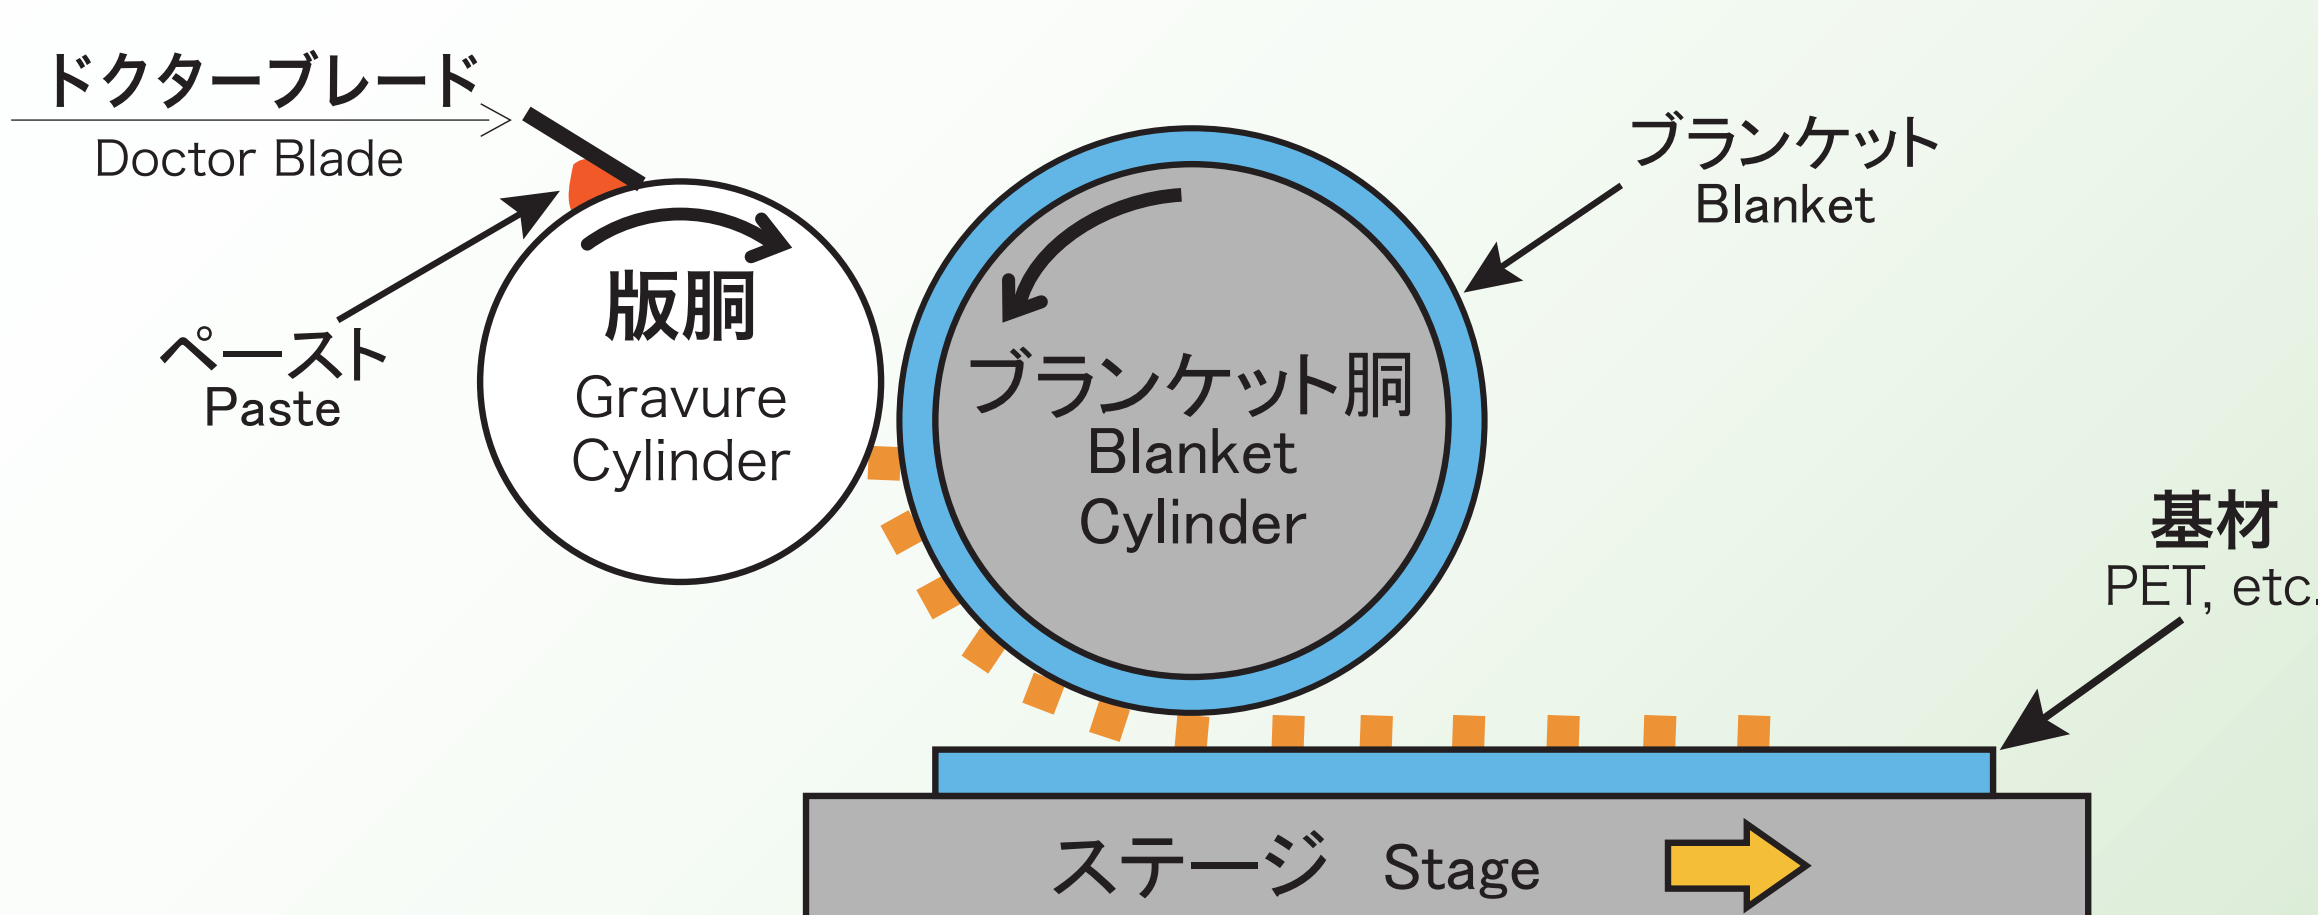 ドクターブレード
Doctor Blade
ペースト
Paste
版胴
Gravure
Cylinder
ブランケット胴
Blanket
Cylinder
ブランケット
Blanket
基材
PET, etc.
ステージ Stage